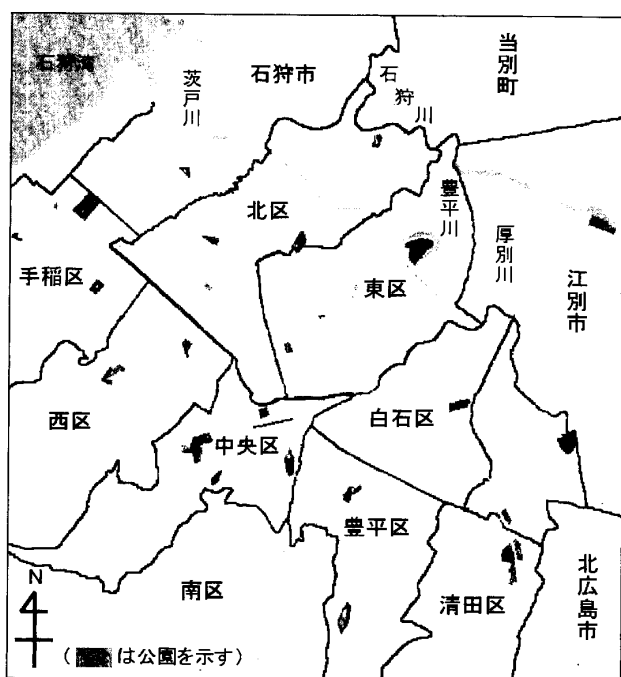 石狩湾
茨戸川
石狩市
石狩川
当別町
北区
豊平川
厚別川
江別市
手稲区
東区
西区
中央区
白石区
豊平区
南区
清田区
北広島市
N
(■は公園を示す)